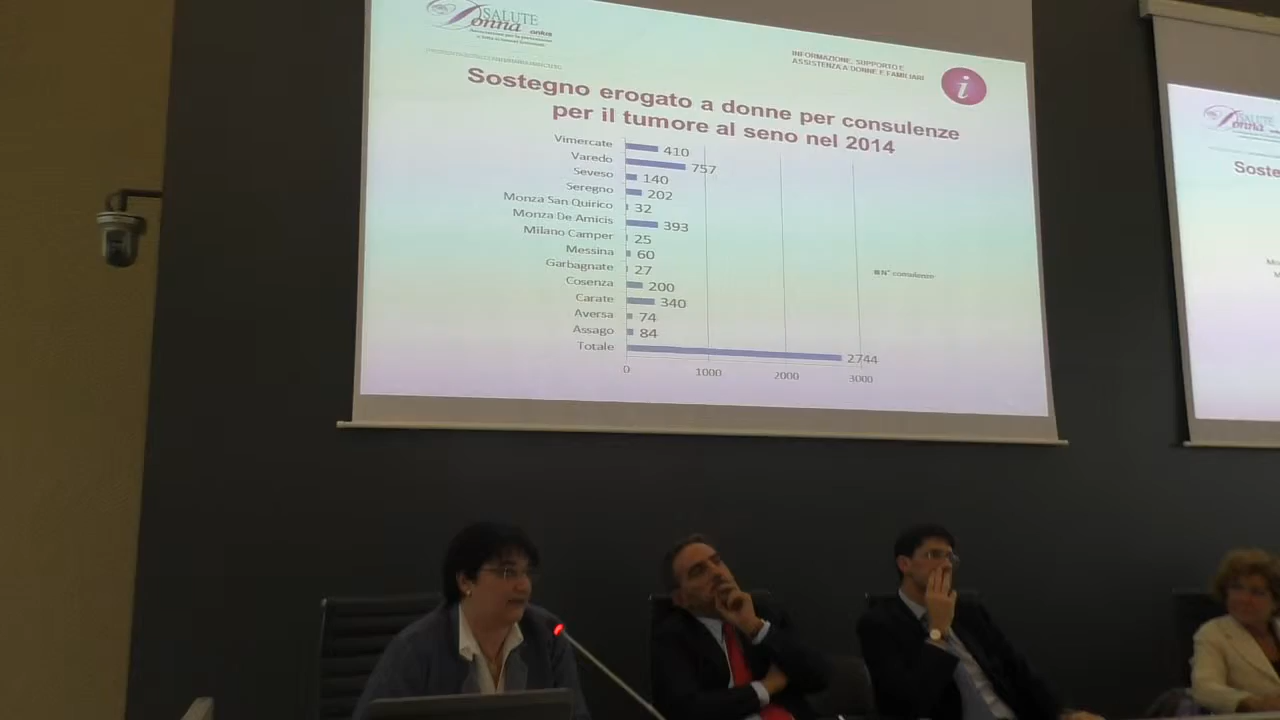 SALUTE
Donna onlus
INFORMAZIONE, SUPPORTO E
ASSISTENZA A DONNE E FAMILIARI
i
Sostegno erogato a donne per consulenze
per il tumore al seno nel 2014
Vimercate 410
Varedo 757
Seveso 140
Seregno 202
Monza San Quirico 32
Monza De Amicis 393
Milano Camper 25
Messina 60
Garbagnate 27
Cosenza 200
Carate 340
Aversa 74
Assago 84
Totale 2744
0 1000 2000 3000
N° consulenze
SALUTE
Donna
Soste